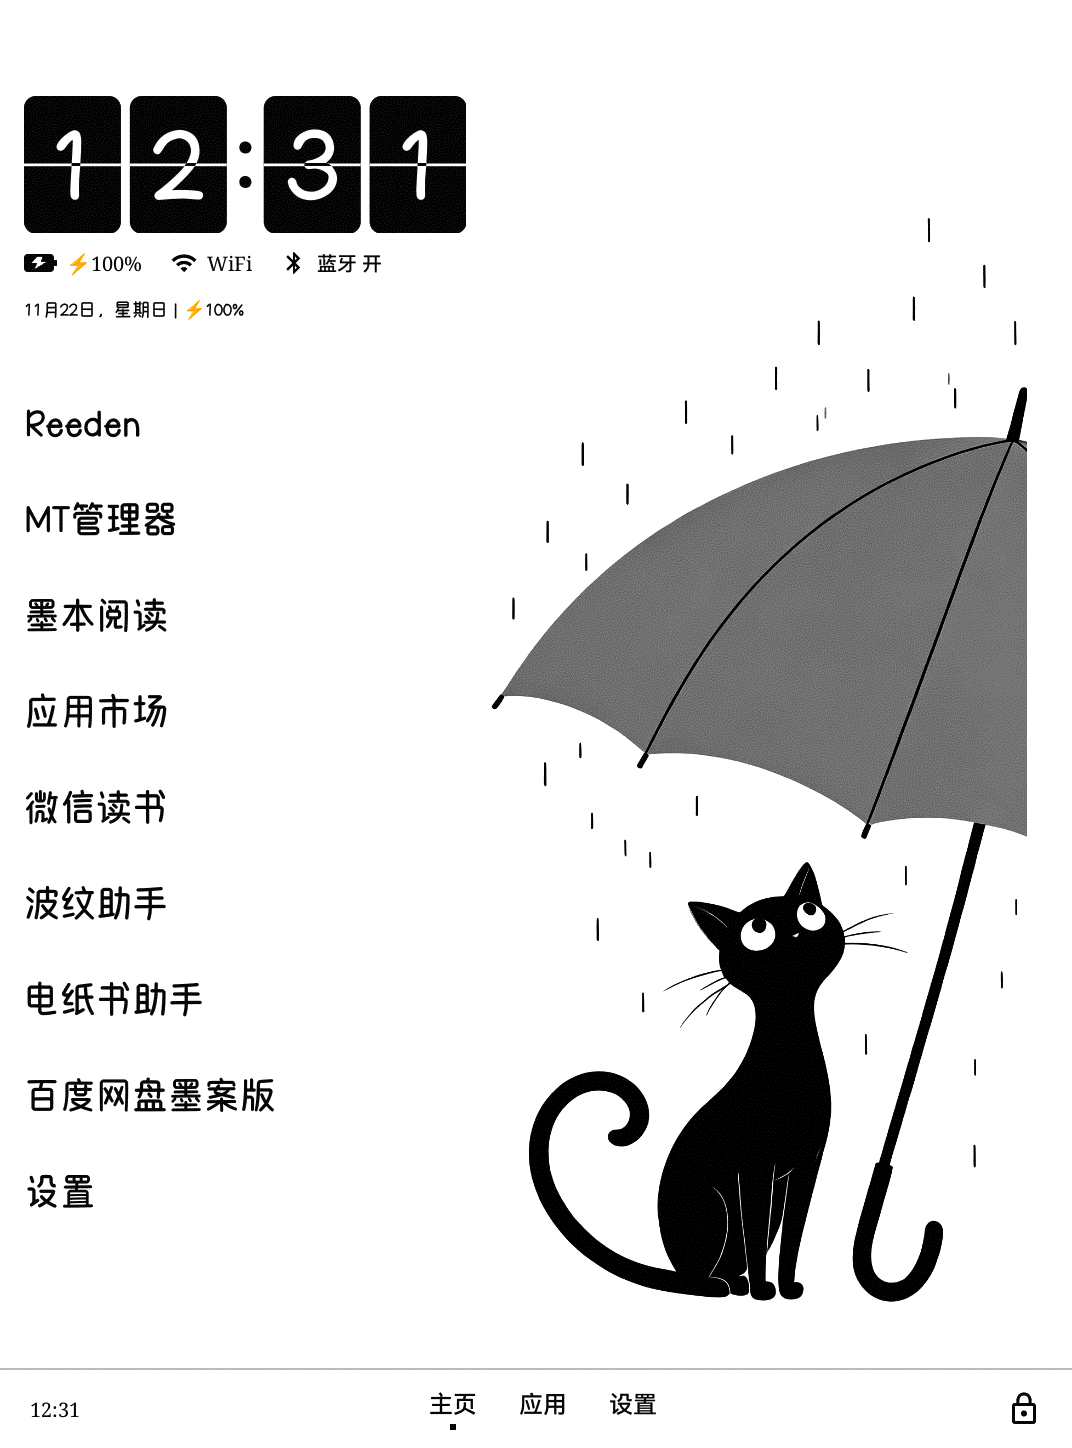 12:31
⚡100% WiFi 蓝牙 开
11月22日，星期日 | ⚡100%
Reeden
MT管理器
墨本阅读
应用市场
微信读书
波纹助手
电纸书助手
百度网盘墨案版
设置
12:31 主页 应用 设置